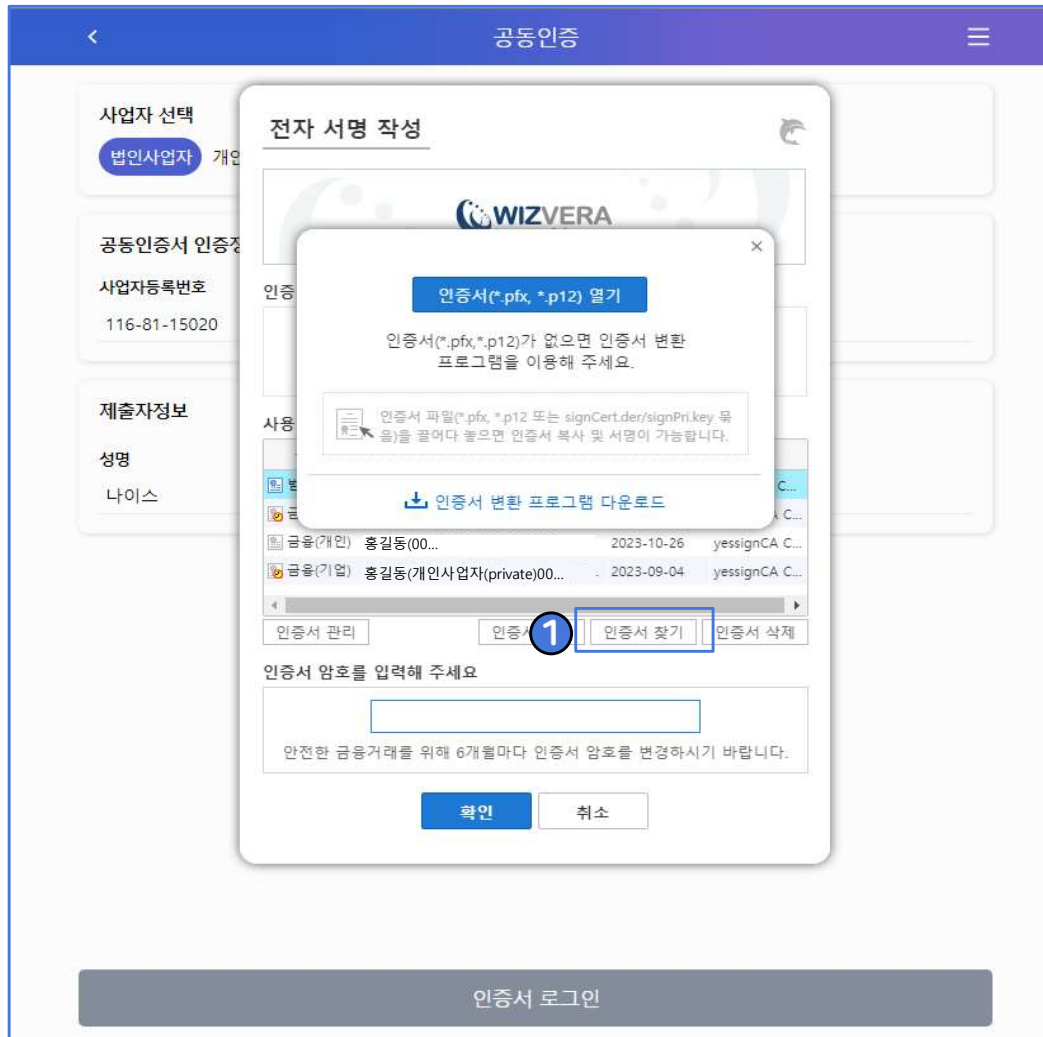 공동인증
사업자 선택
법인사업자
전자 서명 작성
WIZVERA
공동인증서
사업자등록번호
116-81-15020
인증
인증서(*.pfx, *.p12) 열기
인증서(*.pfx,*.p12)가 없으면 인증서 변환
프로그램을 이용해 주세요.
인증서 파일(*.pfx, *.p12 또는 signCert.der/signPri.key 묶
음)을 끌어다 놓으면 인증서 복사 및 서명이 가능합니다.
인증서 변환 프로그램 다운로드
제출자정보
성명
나이스
사용
C...
C...
금융(개인) 홍길동(00... 2023-10-26 yessignCA C...
금융(기업) 홍길동(개인사업자(private)00... . 2023-09-04 yessignCA C...
인증서 관리 1 인증서 찾기 인증서 삭제
인증서 암호를 입력해 주세요
안전한 금융거래를 위해 6개월마다 인증서 암호를 변경하시기 바랍니다.
확인 취소
인증서 로그인